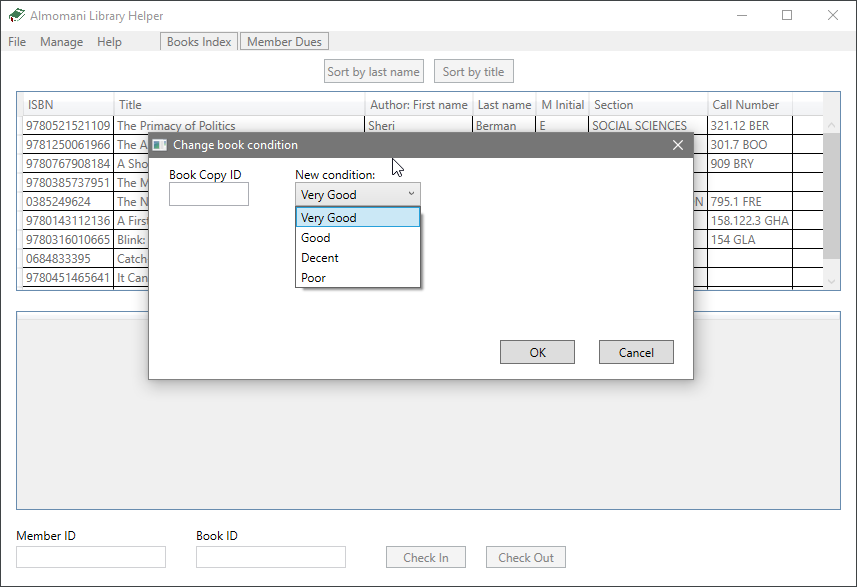 Almomani Library Helper
File Manage Help Books Index Member Dues
Sort by last name Sort by title
ISBN Title Author: First name Last name M Initial Section Call Number
9780521521109 The Primacy of Politics Sheri Berman E SOCIAL SCIENCES 321.12 BER
9781250061966 The A 301.7 BOO
9780767908184 A Sho 909 BRY
9780385737951 The M
0385249624 The N N 795.1 FRE
9780143112136 A First 158.122.3 GHA
9780316010665 Blink: 154 GLA
0684833395 Catch
9780451465641 It Can
Change book condition
Book Copy ID New condition:
Very Good
Very Good
Good
Decent
Poor
OK Cancel
Member ID Book ID
Check In Check Out